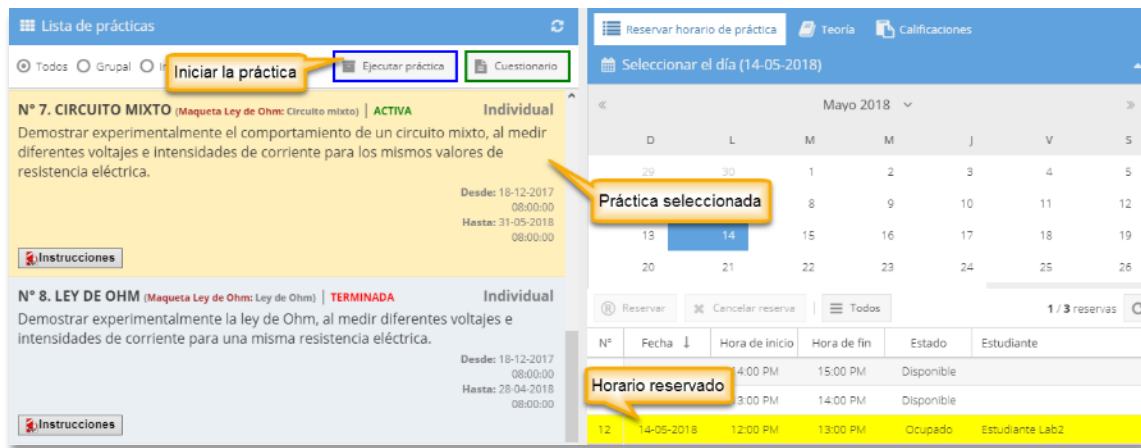 Lista de prácticas
Todos Grupal
Iniciar la práctica
Ejecutar práctica
Cuestionario
N° 7. CIRCUITO MIXTO (Maqueta Ley de Ohm: Circuito mixto) | ACTIVA Individual
Demostrar experimentalmente el comportamiento de un circuito mixto, al medir
diferentes voltajes e intensidades de corriente para los mismos valores de
resistencia eléctrica.
Desde: 18-12-2017
08:00:00
Hasta: 31-05-2018
08:00:00
Práctica seleccionada
Instrucciones
N° 8. LEY DE OHM (Maqueta Ley de Ohm: Ley de Ohm) | TERMINADA Individual
Demostrar experimentalmente la ley de Ohm, al medir diferentes voltajes e
intensidades de corriente para una misma resistencia eléctrica.
Desde: 18-12-2017
08:00:00
Hasta: 28-04-2018
08:00:00
Instrucciones
Reservar horario de práctica Teoría Calificaciones
Seleccionar el día (14-05-2018)
« Mayo 2018 »
D L M M J V S
29 30 1 2 3 4 5
8 9 10 11 12
13 14 15 16 17 18 19
20 21 22 23 24 25 26
Reservar Cancelar reserva Todos 1 / 3 reservas
N° Fecha ↓ Hora de inicio Hora de fin Estado Estudiante
14:00 PM 15:00 PM Disponible
Horario reservado
3:00 PM 14:00 PM Disponible
12 14-05-2018 12:00 PM 13:00 PM Ocupado Estudiante Lab2